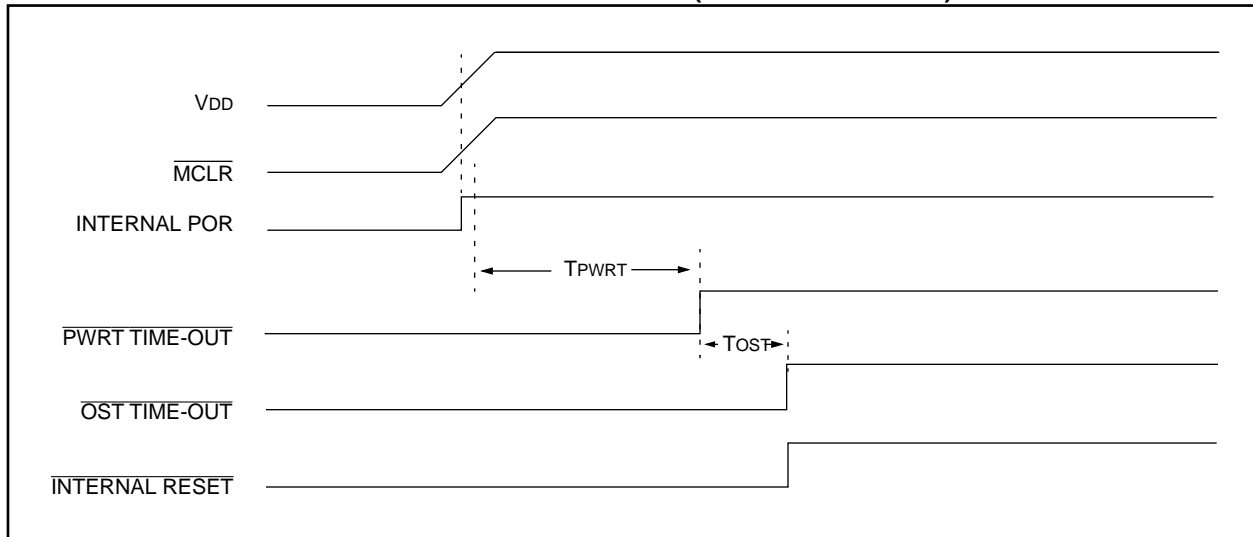 VDD
MCLR
INTERNAL POR
TPWRT
PWRT TIME-OUT
TOST
OST TIME-OUT
INTERNAL RESET